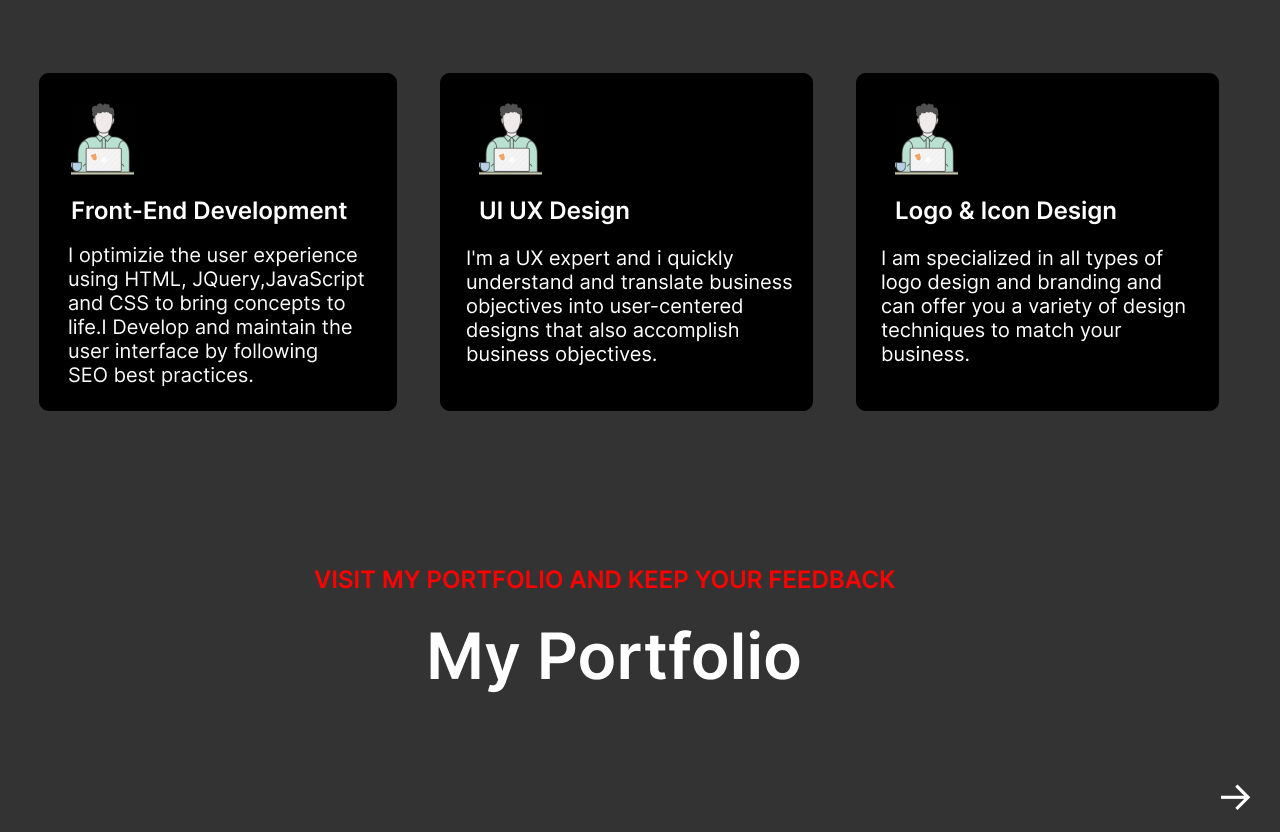 Front-End Development
I optimizie the user experience
using HTML, JQuery,JavaScript
and CSS to bring concepts to
life.I Develop and maintain the
user interface by following
SEO best practices.
UI UX Design
I'm a UX expert and i quickly
understand and translate business
objectives into user-centered
designs that also accomplish
business objectives.
Logo & Icon Design
I am specialized in all types of
logo design and branding and
can offer you a variety of design
techniques to match your
business.
VISIT MY PORTFOLIO AND KEEP YOUR FEEDBACK
My Portfolio